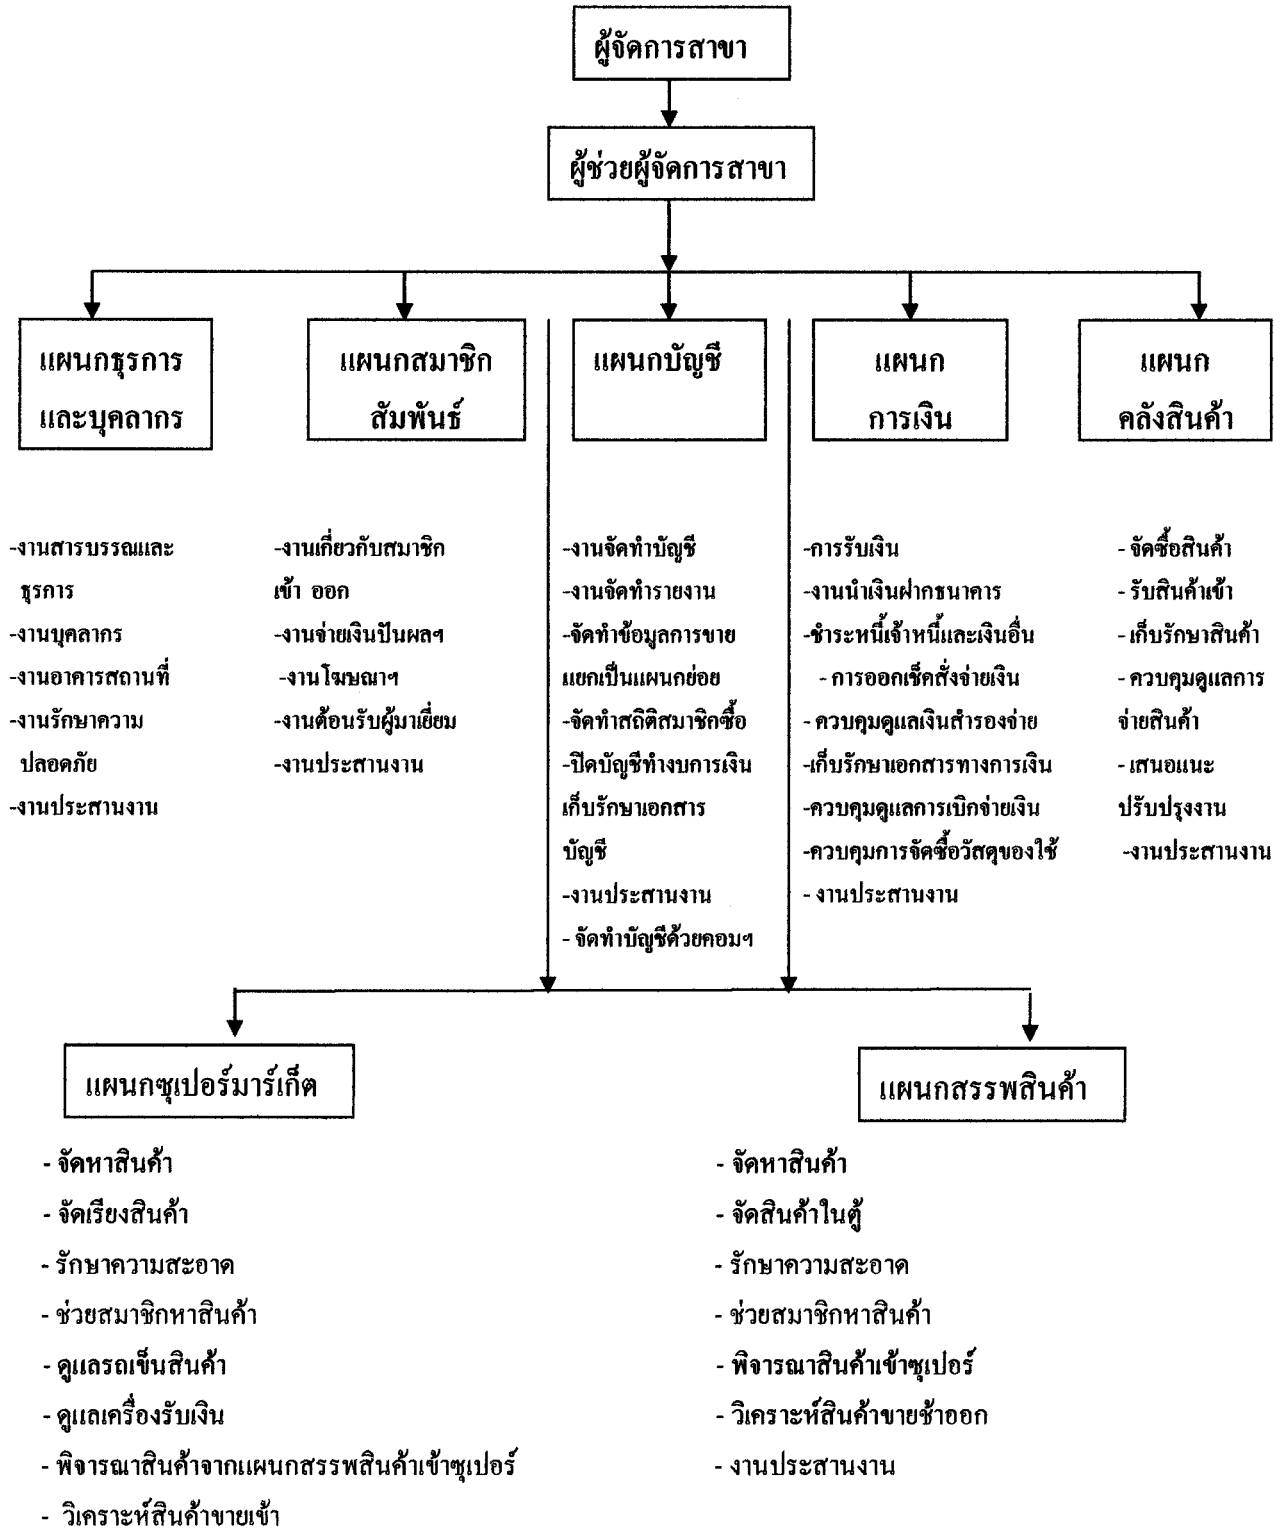 ผู้จัดการสาขา
ผู้ช่วยผู้จัดการสาขา
แผนกธุรการ
และบุคลากร
แผนกสมาชิก
สัมพันธ์
แผนกบัญชี
แผนก
การเงิน
แผนก
คลังสินค้า
-งานสารบรรณและ
ธุรการ
-งานบุคลากร
-งานอาคารสถานที่
-งานรักษาความ
ปลอดภัย
-งานประสานงาน
-งานเกี่ยวกับสมาชิก
เข้า ออก
-งานจ่ายเงินปันผลฯ
-งานโฆษณาฯ
-งานต้อนรับผู้มาเยี่ยม
-งานประสานงาน
-งานจัดทำบัญชี
-งานจัดทำรายงาน
-จัดทำข้อมูลการขาย
แยกเป็นแผนกย่อย
-จัดทำสถิติสมาชิกซื้อ
-ปิดบัญชีทำงบการเงิน
เก็บรักษาเอกสาร
บัญชี
-งานประสานงาน
- จัดทำบัญชีด้วยคอมฯ
-การรับเงิน
-งานนำเงินฝากธนาคาร
-ชำระหนี้เจ้าหนี้และเงินอื่น
- การออกเช็คสั่งจ่ายเงิน
- ควบคุมดูแลเงินสำรองจ่าย
-เก็บรักษาเอกสารทางการเงิน
-ควบคุมดูแลการเบิกจ่ายเงิน
-ควบคุมการจัดซื้อวัสดุของใช้
- งานประสานงาน
- จัดซื้อสินค้า
- รับสินค้าเข้า
- เก็บรักษาสินค้า
- ควบคุมดูแลการ
จ่ายสินค้า
- เสนอแนะ
ปรับปรุงงาน
-งานประสานงาน
แผนกซุเปอร์มาร์เก็ต
- จัดหาสินค้า
- จัดเรียงสินค้า
- รักษาความสะอาด
- ช่วยสมาชิกหาสินค้า
- ดูแลรถเข็นสินค้า
- ดูแลเครื่องรับเงิน
- พิจารณาสินค้าจากแผนกสรรพสินค้าเข้าซุเปอร์
- วิเคราะห์สินค้าขายเข้า
แผนกสรรพสินค้า
- จัดหาสินค้า
- จัดสินค้าในตู้
- รักษาความสะอาด
- ช่วยสมาชิกหาสินค้า
- พิจารณาสินค้าเข้าซุเปอร์
- วิเคราะห์สินค้าขายช้าออก
- งานประสานงาน